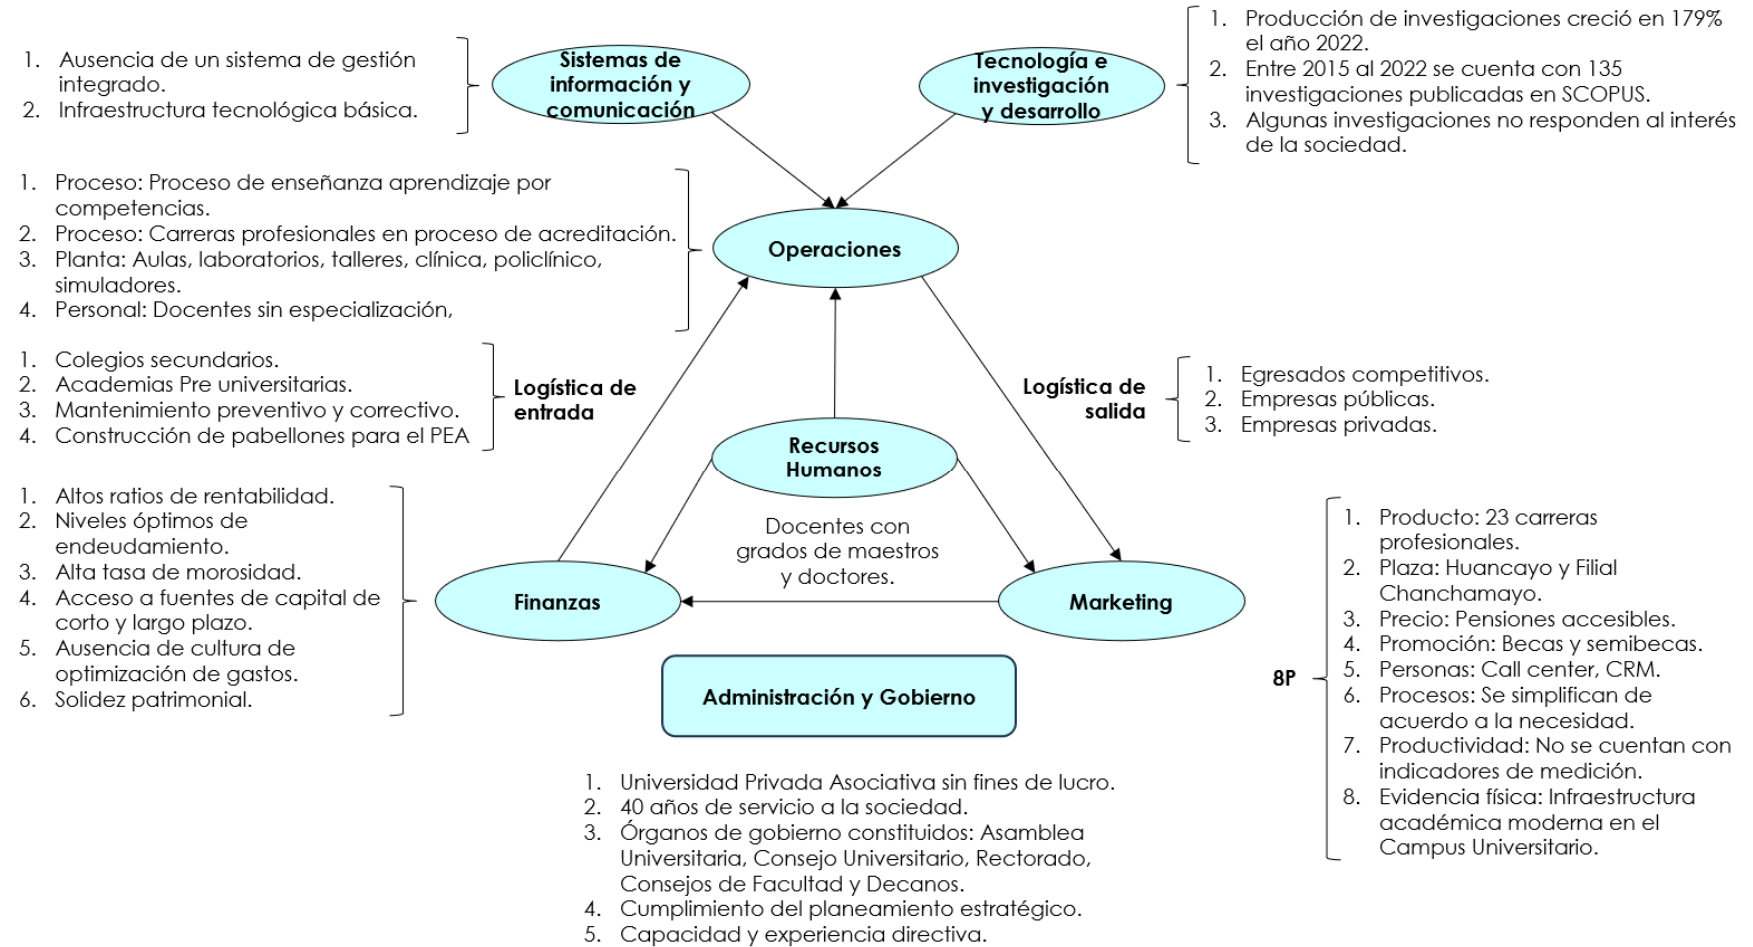 1. Ausencia de un sistema de gestión
integrado.
2. Infraestructura tecnológica básica.
Sistemas de
información y
comunicación
Tecnología e
investigación
y desarrollo
1. Producción de investigaciones creció en 179%
el año 2022.
2. Entre 2015 al 2022 se cuenta con 135
investigaciones publicadas en SCOPUS.
3. Algunas investigaciones no responden al interés
de la sociedad.
1. Proceso: Proceso de enseñanza aprendizaje por
competencias.
2. Proceso: Carreras profesionales en proceso de acreditación.
3. Planta: Aulas, laboratorios, talleres, clínica, policlínico,
simuladores.
4. Personal: Docentes sin especialización,
Operaciones
1. Colegios secundarios.
2. Academias Pre universitarias.
3. Mantenimiento preventivo y correctivo.
4. Construcción de pabellones para el PEA
Logística de
entrada
Logística de
salida
1. Egresados competitivos.
2. Empresas públicas.
3. Empresas privadas.
Recursos
Humanos
Docentes con
grados de maestros
y doctores.
1. Altos ratios de rentabilidad.
2. Niveles óptimos de
endeudamiento.
3. Alta tasa de morosidad.
4. Acceso a fuentes de capital de
corto y largo plazo.
5. Ausencia de cultura de
optimización de gastos.
6. Solidez patrimonial.
Finanzas
Marketing
8P
1. Producto: 23 carreras
profesionales.
2. Plaza: Huancayo y Filial
Chanchamayo.
3. Precio: Pensiones accesibles.
4. Promoción: Becas y semibecas.
5. Personas: Call center, CRM.
6. Procesos: Se simplifican de
acuerdo a la necesidad.
7. Productividad: No se cuentan con
indicadores de medición.
8. Evidencia física: Infraestructura
académica moderna en el
Campus Universitario.
Administración y Gobierno
1. Universidad Privada Asociativa sin fines de lucro.
2. 40 años de servicio a la sociedad.
3. Órganos de gobierno constituidos: Asamblea
Universitaria, Consejo Universitario, Rectorado,
Consejos de Facultad y Decanos.
4. Cumplimiento del planeamiento estratégico.
5. Capacidad y experiencia directiva.